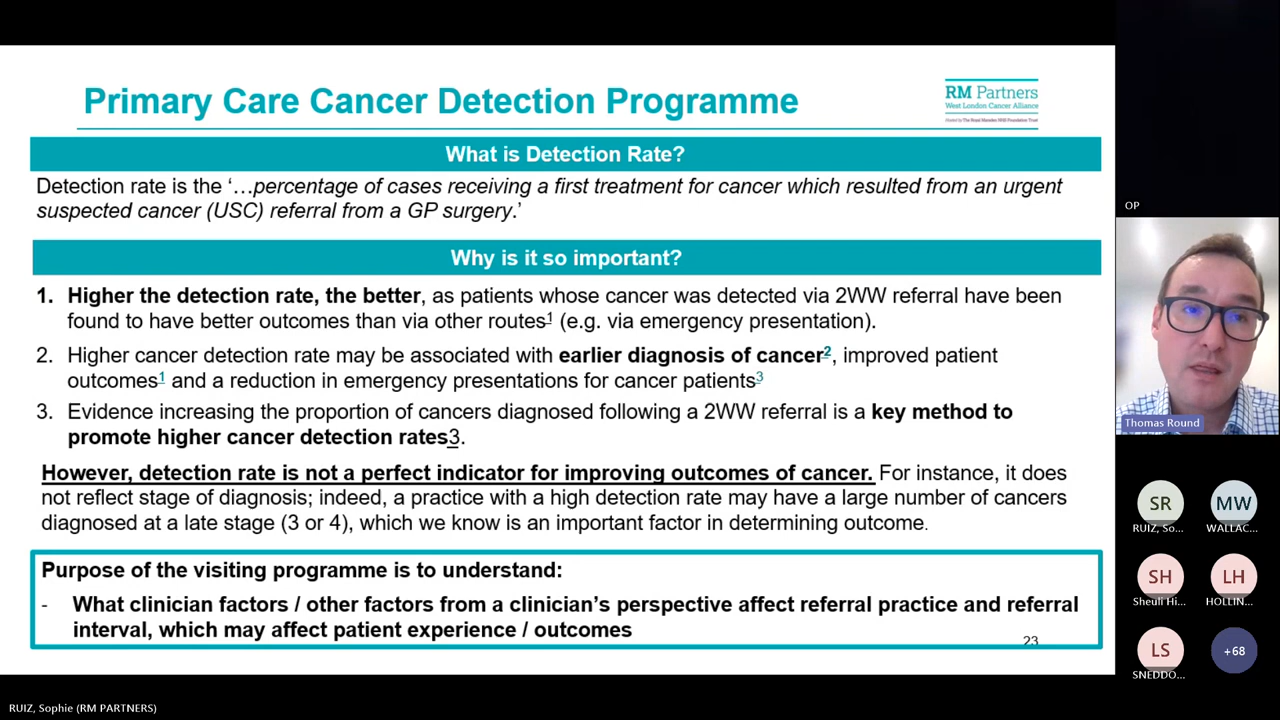 Primary Care Cancer Detection Programme
RM Partners
West London Cancer Alliance
Hosted by The Royal Marsden NHS Foundation Trust
What is Detection Rate?
Detection rate is the ‘…percentage of cases receiving a first treatment for cancer which resulted from an urgent
suspected cancer (USC) referral from a GP surgery.’
Why is it so important?
1. Higher the detection rate, the better, as patients whose cancer was detected via 2WW referral have been
found to have better outcomes than via other routes1 (e.g. via emergency presentation).
2. Higher cancer detection rate may be associated with earlier diagnosis of cancer2, improved patient
outcomes1 and a reduction in emergency presentations for cancer patients3
3. Evidence increasing the proportion of cancers diagnosed following a 2WW referral is a key method to
promote higher cancer detection rates3.
However, detection rate is not a perfect indicator for improving outcomes of cancer. For instance, it does
not reflect stage of diagnosis; indeed, a practice with a high detection rate may have a large number of cancers
diagnosed at a late stage (3 or 4), which we know is an important factor in determining outcome.
Purpose of the visiting programme is to understand:
- What clinician factors / other factors from a clinician’s perspective affect referral practice and referral
interval, which may affect patient experience / outcomes
23
OP
Thomas Round
SR
RUIZ, So...
MW
WALLAC...
SH
Sheuli Hi...
LH
HOLLIN...
LS
SNEDDO...
+68
RUIZ, Sophie (RM PARTNERS)